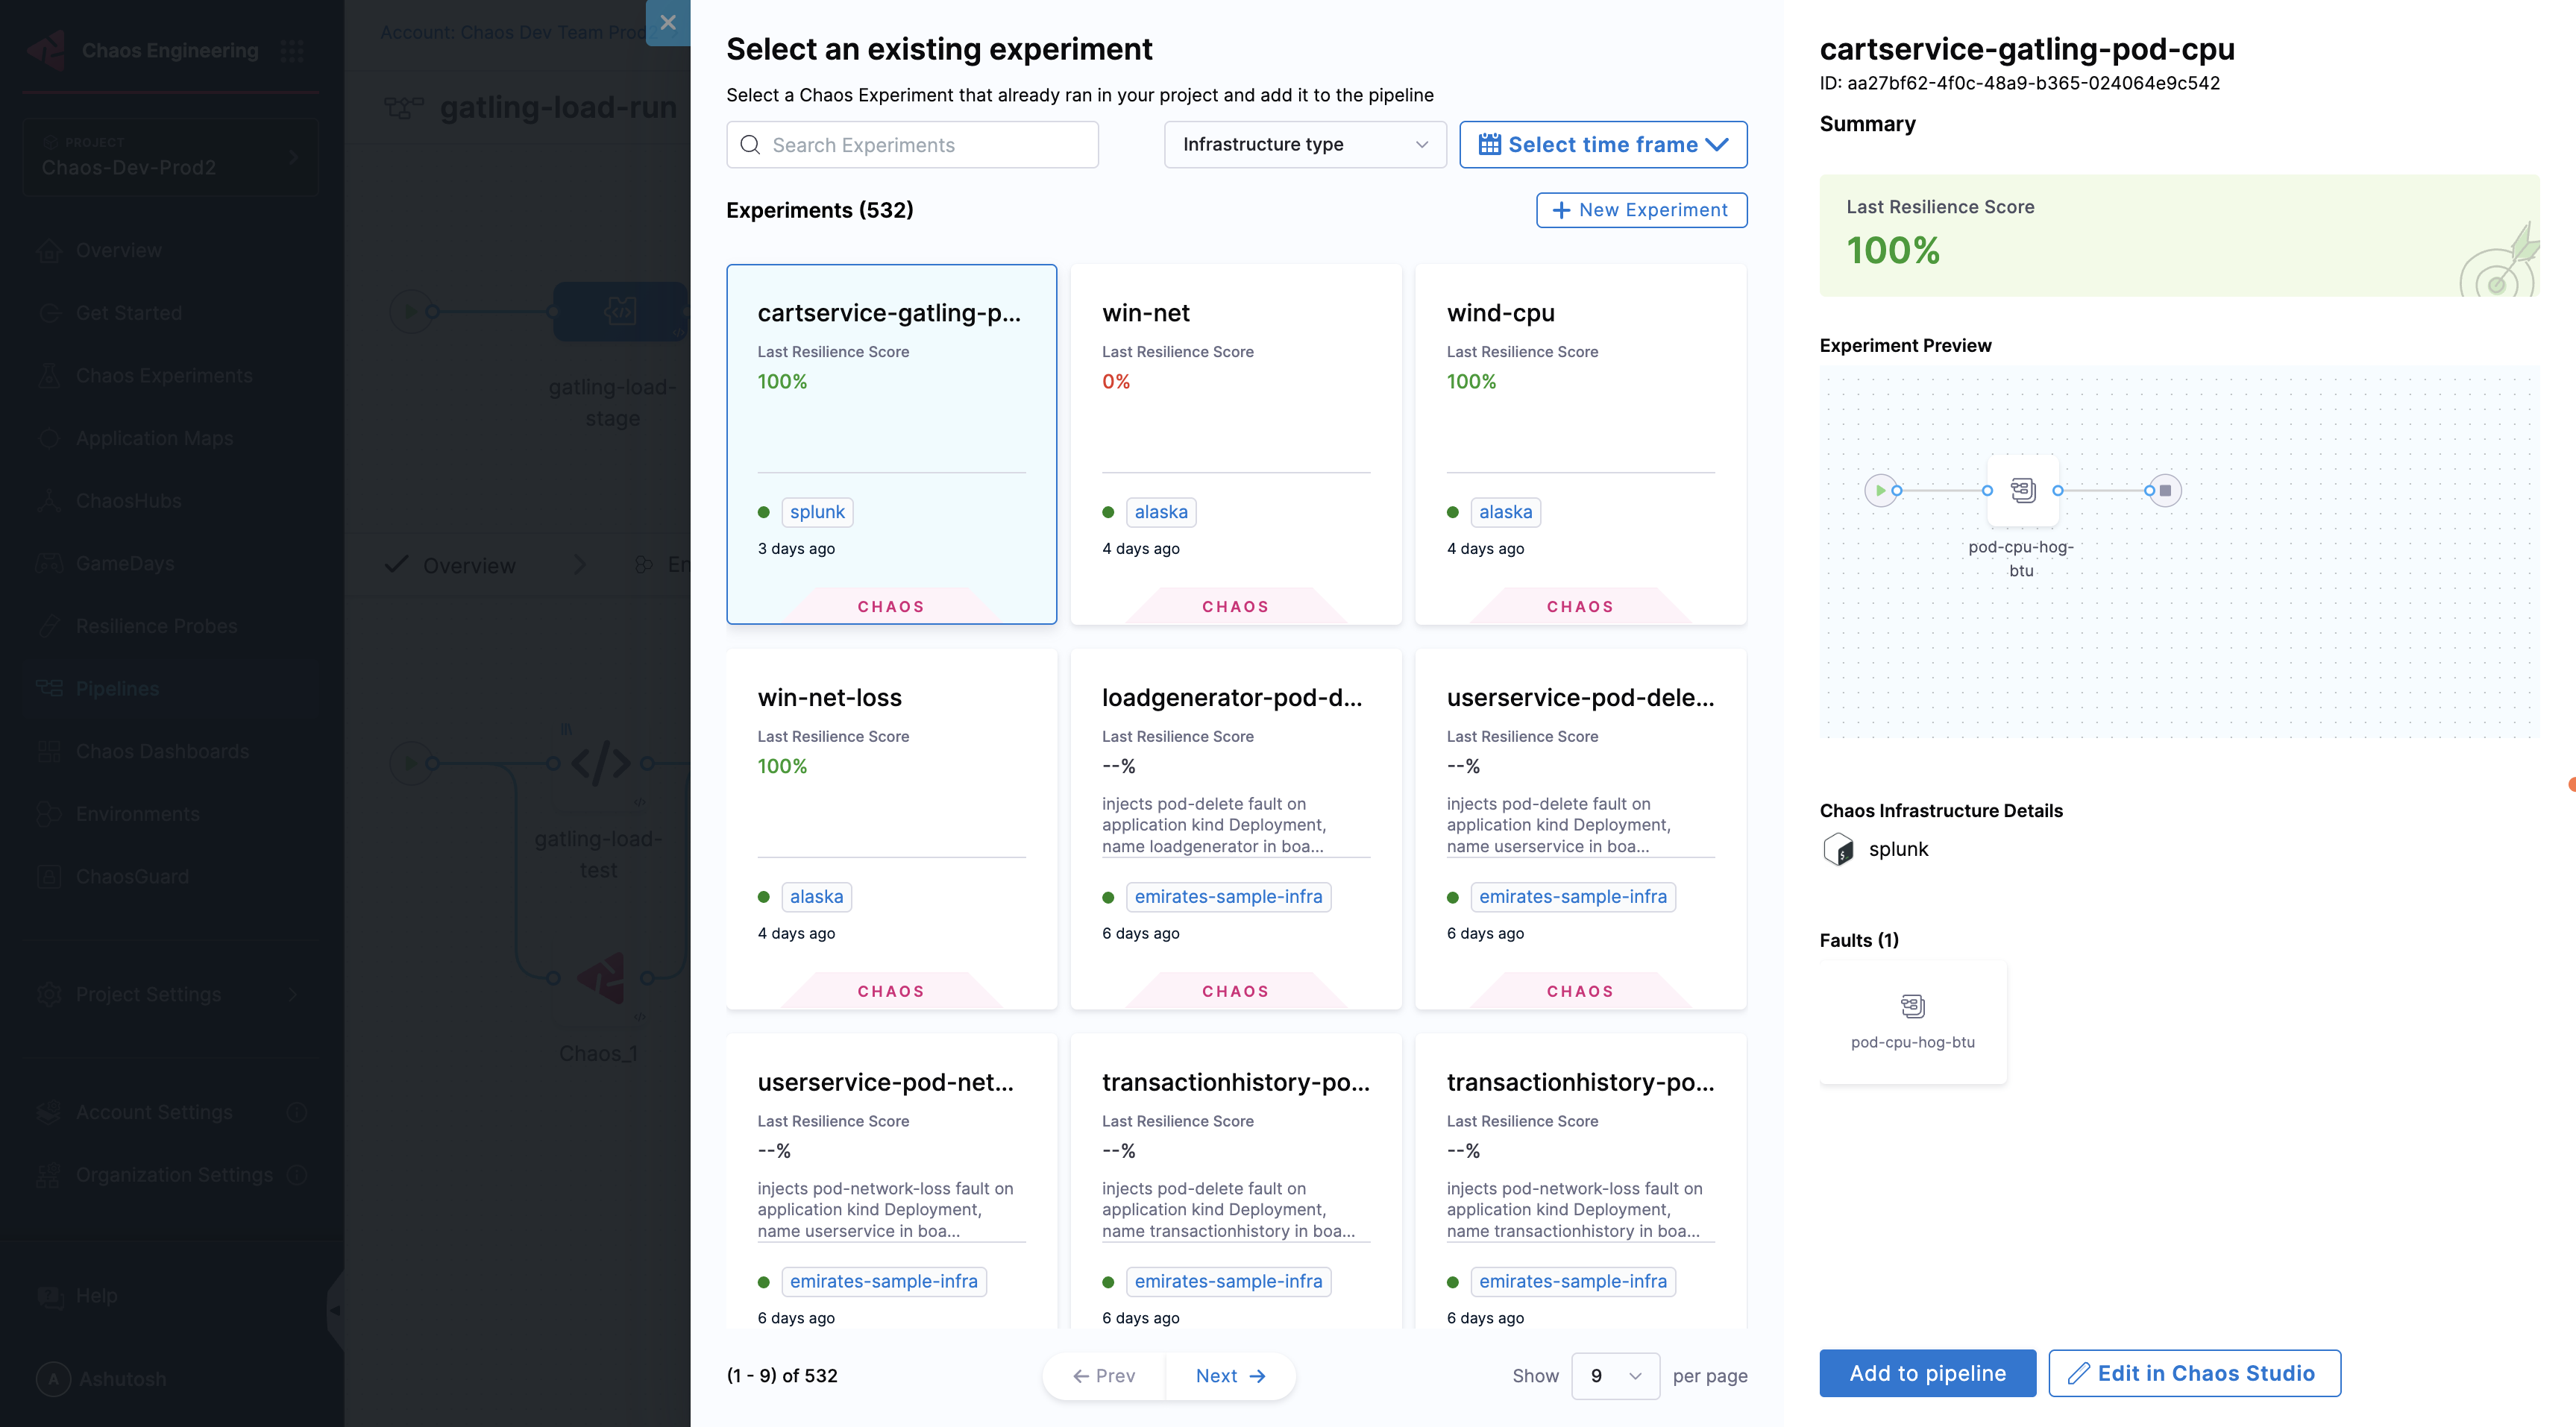 Chaos Engineering
PROJECT
Chaos-Dev-Prod2
Overview
Get Started
Chaos Experiments
Application Maps
ChaosHubs
GameDays
Resilience Probes
Pipelines
Chaos Dashboards
Environments
ChaosGuard
Project Settings
Account Settings
Organization Settings
Help
A
Ashutosh
Account: Chaos Dev Team
gatling-load-run
gatling-load-
stage
Overview
gatling-load-
test
Chaos_1
Select an existing experiment
Select a Chaos Experiment that already ran in your project and add it to the pipeline
Search Experiments
Infrastructure type
Select time frame
Experiments (532)
+ New Experiment
cartservice-gatling-p...
Last Resilience Score
100%
splunk
3 days ago
CHAOS
win-net
Last Resilience Score
0%
alaska
4 days ago
CHAOS
wind-cpu
Last Resilience Score
100%
alaska
4 days ago
CHAOS
win-net-loss
Last Resilience Score
100%
alaska
4 days ago
CHAOS
loadgenerator-pod-d...
Last Resilience Score
--%
injects pod-delete fault on
application kind Deployment,
name loadgenerator in boa...
emirates-sample-infra
6 days ago
CHAOS
userservice-pod-dele...
Last Resilience Score
--%
injects pod-delete fault on
application kind Deployment,
name userservice in boa...
emirates-sample-infra
6 days ago
CHAOS
userservice-pod-net...
Last Resilience Score
--%
injects pod-network-loss fault on
application kind Deployment,
name userservice in boa...
emirates-sample-infra
6 days ago
transactionhistory-po...
Last Resilience Score
--%
injects pod-delete fault on
application kind Deployment,
name transactionhistory in boa...
emirates-sample-infra
6 days ago
transactionhistory-po...
Last Resilience Score
--%
injects pod-network-loss fault on
application kind Deployment,
name transactionhistory in boa...
emirates-sample-infra
6 days ago
(1 - 9) of 532
Prev
Next
Show 9 per page
cartservice-gatling-pod-cpu
ID: aa27bf62-4f0c-48a9-b365-024064e9c542
Summary
Last Resilience Score
100%
Experiment Preview
pod-cpu-hog-
btu
Chaos Infrastructure Details
splunk
Faults (1)
pod-cpu-hog-btu
Add to pipeline
Edit in Chaos Studio